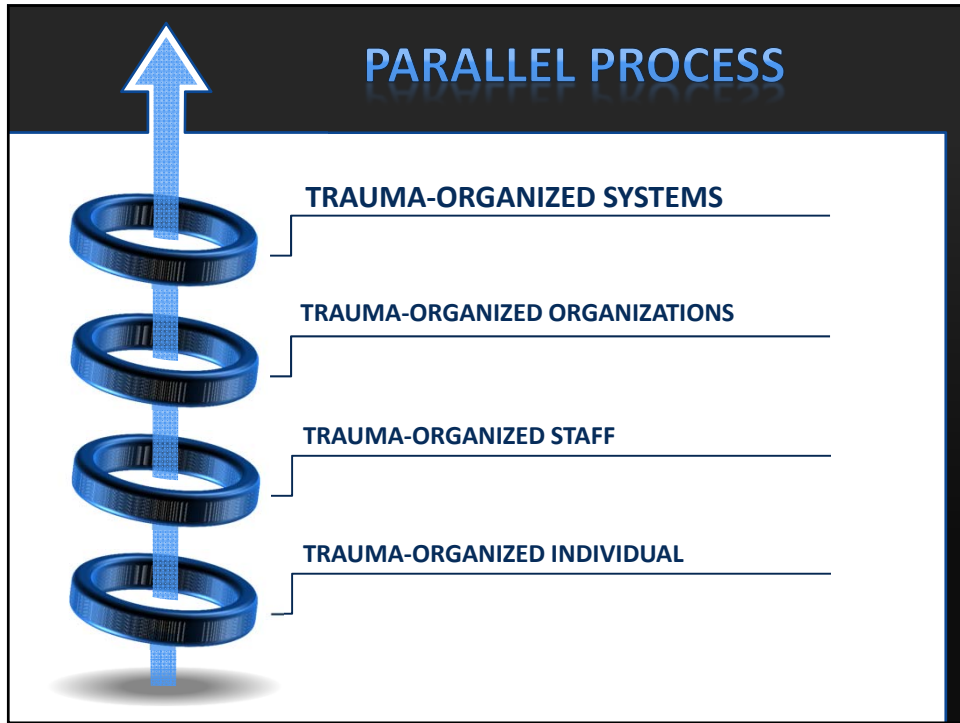 PARALLEL PROCESS
TRAUMA-ORGANIZED SYSTEMS
TRAUMA-ORGANIZED ORGANIZATIONS
TRAUMA-ORGANIZED STAFF
TRAUMA-ORGANIZED INDIVIDUAL